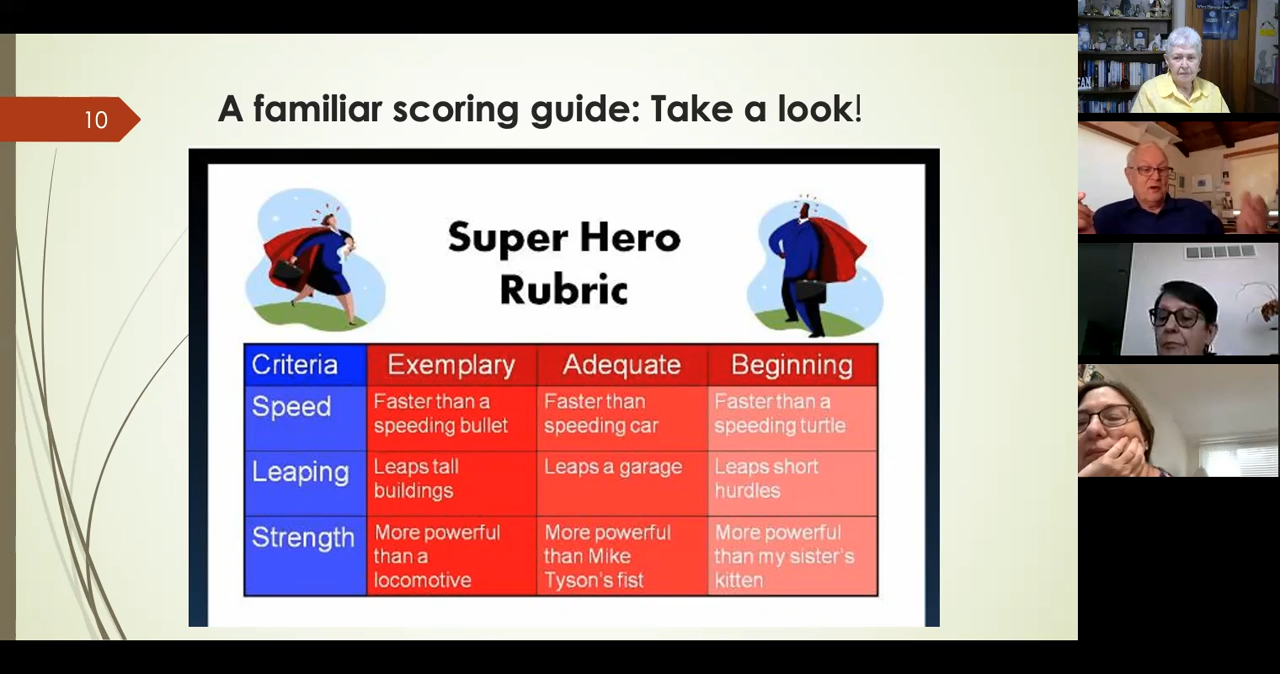 10
A familiar scoring guide: Take a look!
Super Hero
Rubric
Criteria
Exemplary
Adequate
Beginning
Speed
Faster than a
speeding bullet
Faster than
speeding car
Faster than a
speeding turtle
Leaping
Leaps tall
buildings
Leaps a garage
Leaps short
hurdles
Strength
More powerful
than a
locomotive
More powerful
than Mike
Tyson's fist
More powerful
than my sister's
kitten